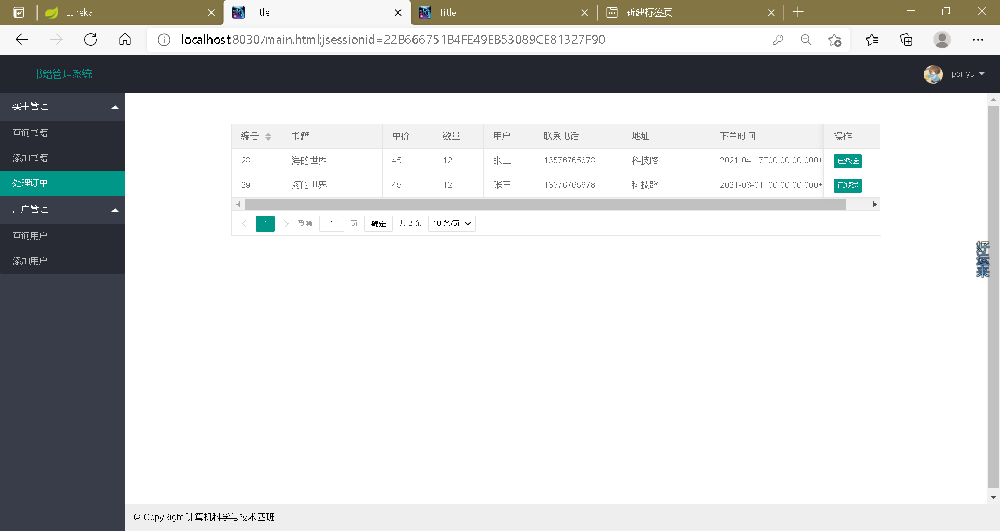 Eureka
Title
Title
新建标签页
localhost:8030/main.html;jsessionid=22B666751B4FE49EB53089CE81327F90
书籍管理系统
panyu
买书管理
查询书籍
添加书籍
处理订单
用户管理
查询用户
添加用户
编号 书籍 单价 数量 用户 联系电话 地址 下单时间 操作
28 海的世界 45 12 张三 13576765678 科技路 2021-04-17T00:00:00.000+ 已派送
29 海的世界 45 12 张三 13576765678 科技路 2021-08-01T00:00:00.000+ 已派送
1 到第 1 页 确定 共 2 条 10 条/页
好运来
© CopyRight 计算机科学与技术四班